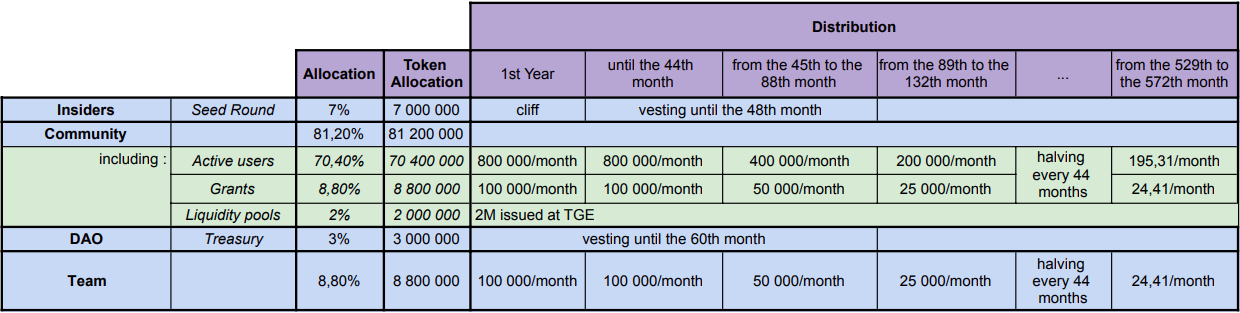 Distribution
Allocation Token Allocation 1st Year until the 44th month from the 45th to the 88th month from the 89th to the 132th month ... from the 529th to the 572th month
Insiders Seed Round 7% 7 000 000 cliff vesting until the 48th month
Community 81,20% 81 200 000
including : Active users 70,40% 70 400 000 800 000/month 800 000/month 400 000/month 200 000/month halving every 44 months 195,31/month
Grants 8,80% 8 800 000 100 000/month 100 000/month 50 000/month 25 000/month 24,41/month
Liquidity pools 2% 2 000 000 2M issued at TGE
DAO Treasury 3% 3 000 000 vesting until the 60th month
Team 8,80% 8 800 000 100 000/month 100 000/month 50 000/month 25 000/month halving every 44 months 24,41/month